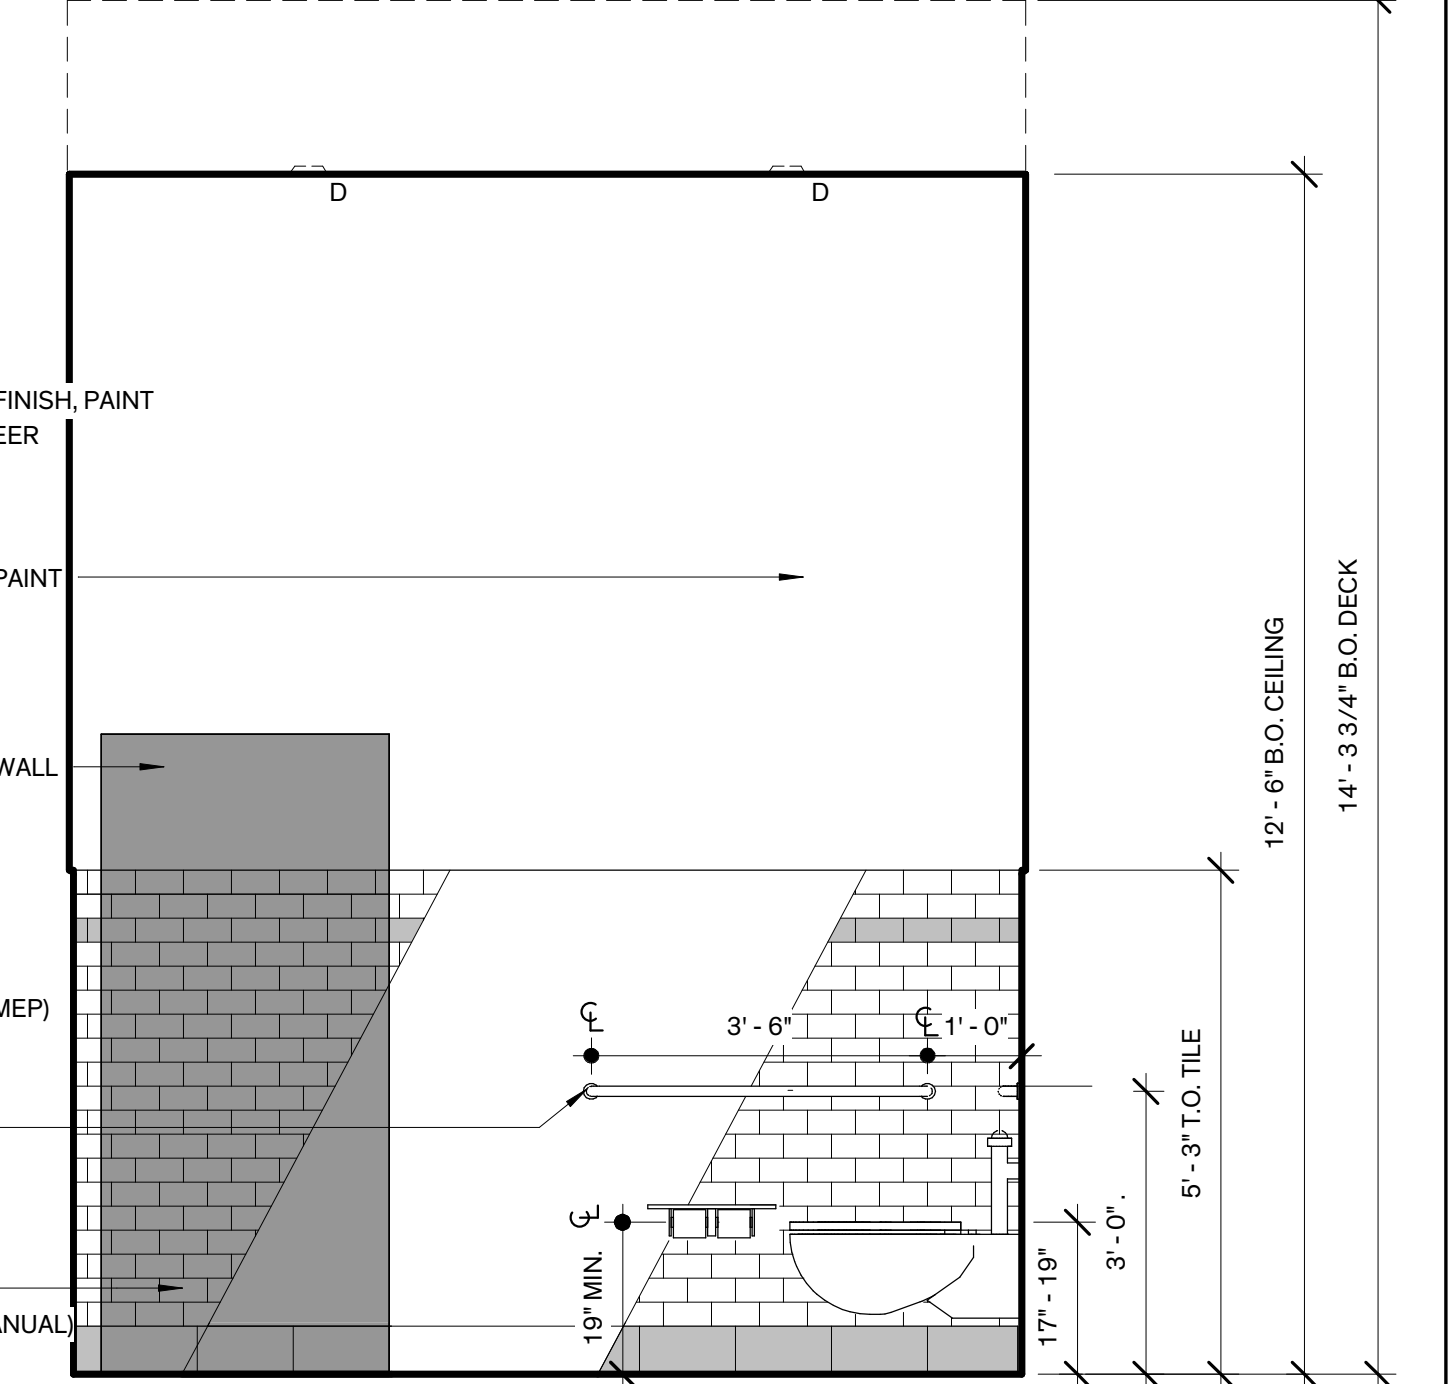 D
D
FINISH, PAINT
EER
PAINT
WALL
MEP)
ANUAL)
℄
3' - 6"
℄
1' - 0"
℄
19" MIN.
17" - 19"
3' - 0" .
5' - 3" T.O. TILE
12' - 6" B.O. CEILING
14' - 3 3/4" B.O. DECK